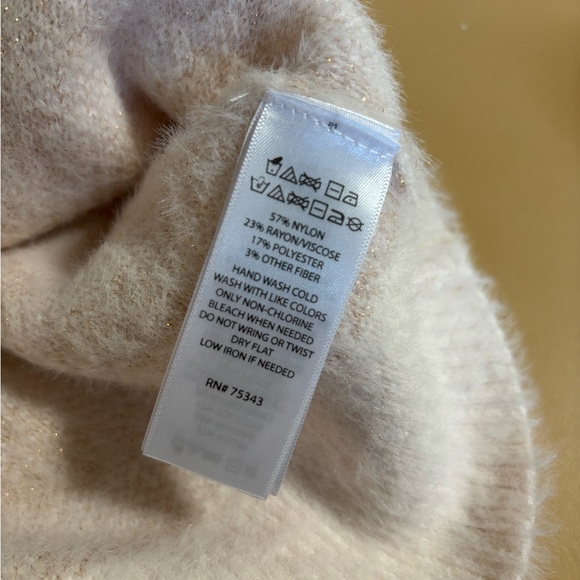 57% NYLON
23% RAYON/VISCOSE
17% POLYESTER
3% OTHER FIBER
HAND WASH COLD
WASH WITH LIKE COLORS
ONLY NON-CHLORINE
BLEACH WHEN NEEDED
DO NOT WRING OR TWIST
DRY FLAT
LOW IRON IF NEEDED
RN# 75343